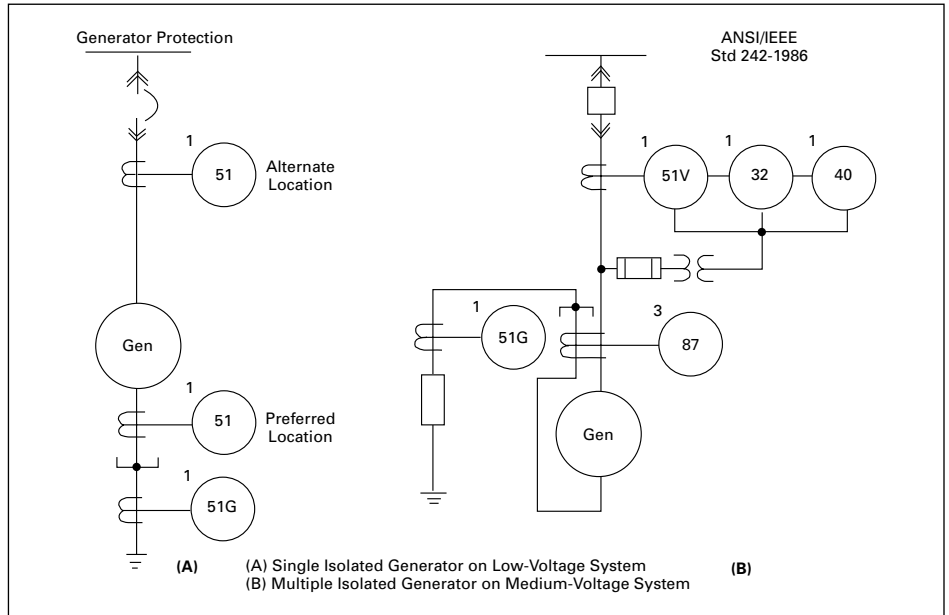 Generator Protection
ANSI/IEEE
Std 242-1986
1
51
Alternate
Location
Gen
1
51
Preferred
Location
1
51G
(A)
1
51V
1
32
1
40
1
51G
3
87
Gen
(A) Single Isolated Generator on Low-Voltage System
(B) Multiple Isolated Generator on Medium-Voltage System
(B)